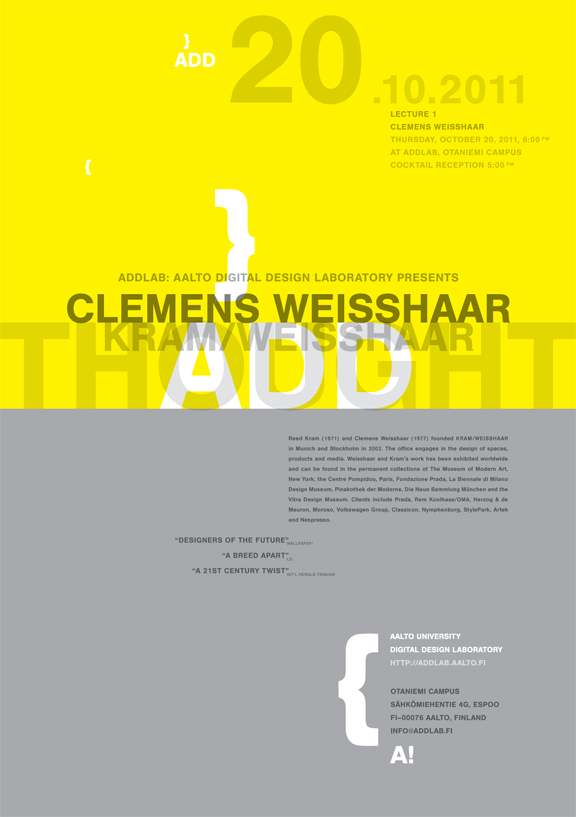 }
ADD
20.10.2011
LECTURE 1
CLEMENS WEISSHAAR
THURSDAY, OCTOBER 20, 2011, 6:00 PM
AT ADDLAB, OTANIEMI CAMPUS
COCKTAIL RECEPTION 5:00 PM
{
}
ADDLAB: AALTO DIGITAL DESIGN LABORATORY PRESENTS
CLEMENS WEISSHAAR
KRAM/WEISSHAAR
THOUGHT
ADD
Reed Kram (1971) and Clemens Weisshaar (1977) founded KRAM/WEISSHAAR
in Munich and Stockholm in 2002. The office engages in the design of spaces,
products and media. Weisshaar and Kram's work has been exhibited worldwide
and can be found in the permanent collections of The Museum of Modern Art,
New York, the Centre Pompidou, Paris, Fondazione Prada, La Biennale di Milano
Design Museum, Pinakothek der Moderne, Die Neue Sammlung München and the
Vitra Design Museum. Clients include Prada, Rem Koolhaas/OMA, Herzog & de
Meuron, Moroso, Volkswagen Group, Classicon, Nymphenburg, StylePark, Artek
and Nespresso.
“DESIGNERS OF THE FUTURE” WALLPAPER*
“A BREED APART” I.D.
“A 21ST CENTURY TWIST” INT'L HERALD TRIBUNE
{
AALTO UNIVERSITY
DIGITAL DESIGN LABORATORY
HTTP://ADDLAB.AALTO.FI
OTANIEMI CAMPUS
SÄHKÖMIEHENTIE 4G, ESPOO
FI–00076 AALTO, FINLAND
INFO@ADDLAB.FI
A!